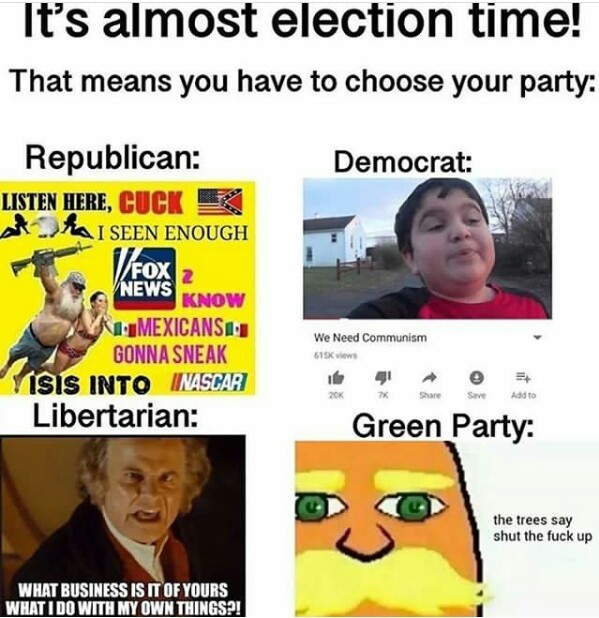 It's almost election time!
That means you have to choose your party:
Republican:
LISTEN HERE, CUCK
I SEEN ENOUGH
FOX NEWS 2
KNOW
MEXICANS
GONNA SNEAK
ISIS INTO NASCAR
Democrat:
We Need Communism
615K views
20K 7K Share Save Add to
Libertarian:
WHAT BUSINESS IS IT OF YOURS
WHAT I DO WITH MY OWN THINGS?!
Green Party:
the trees say
shut the fuck up